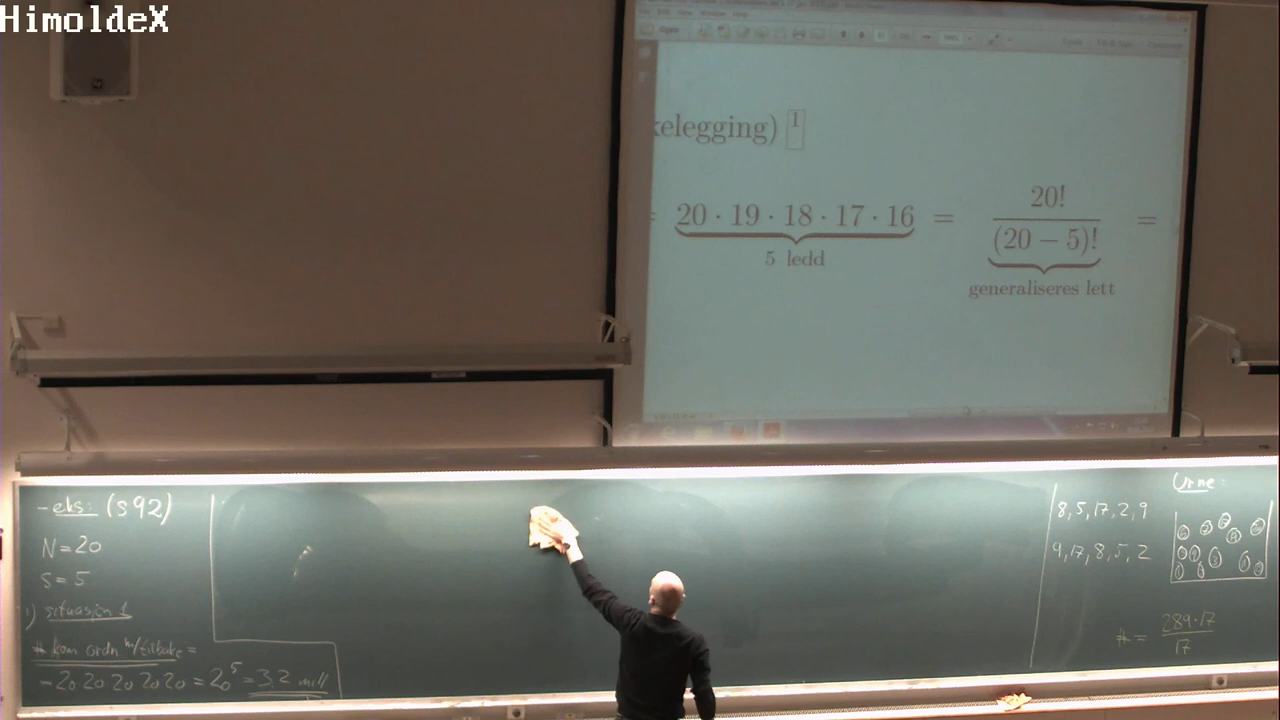 HimoldeX
kelegging) 1
= 20 · 19 · 18 · 17 · 16 = 20! / (20 − 5)! =
5 ledd
generaliseres lett
- eks: (s 92)
N = 20
S = 5
1) situasjon 1
# kom ordn m/tilbake =
- 20 20 20 20 20 = 20^5 = 3.2 mill
8, 5, 17, 2, 9
9, 17, 8, 5, 2
Urne:
# = 289·17 / 17